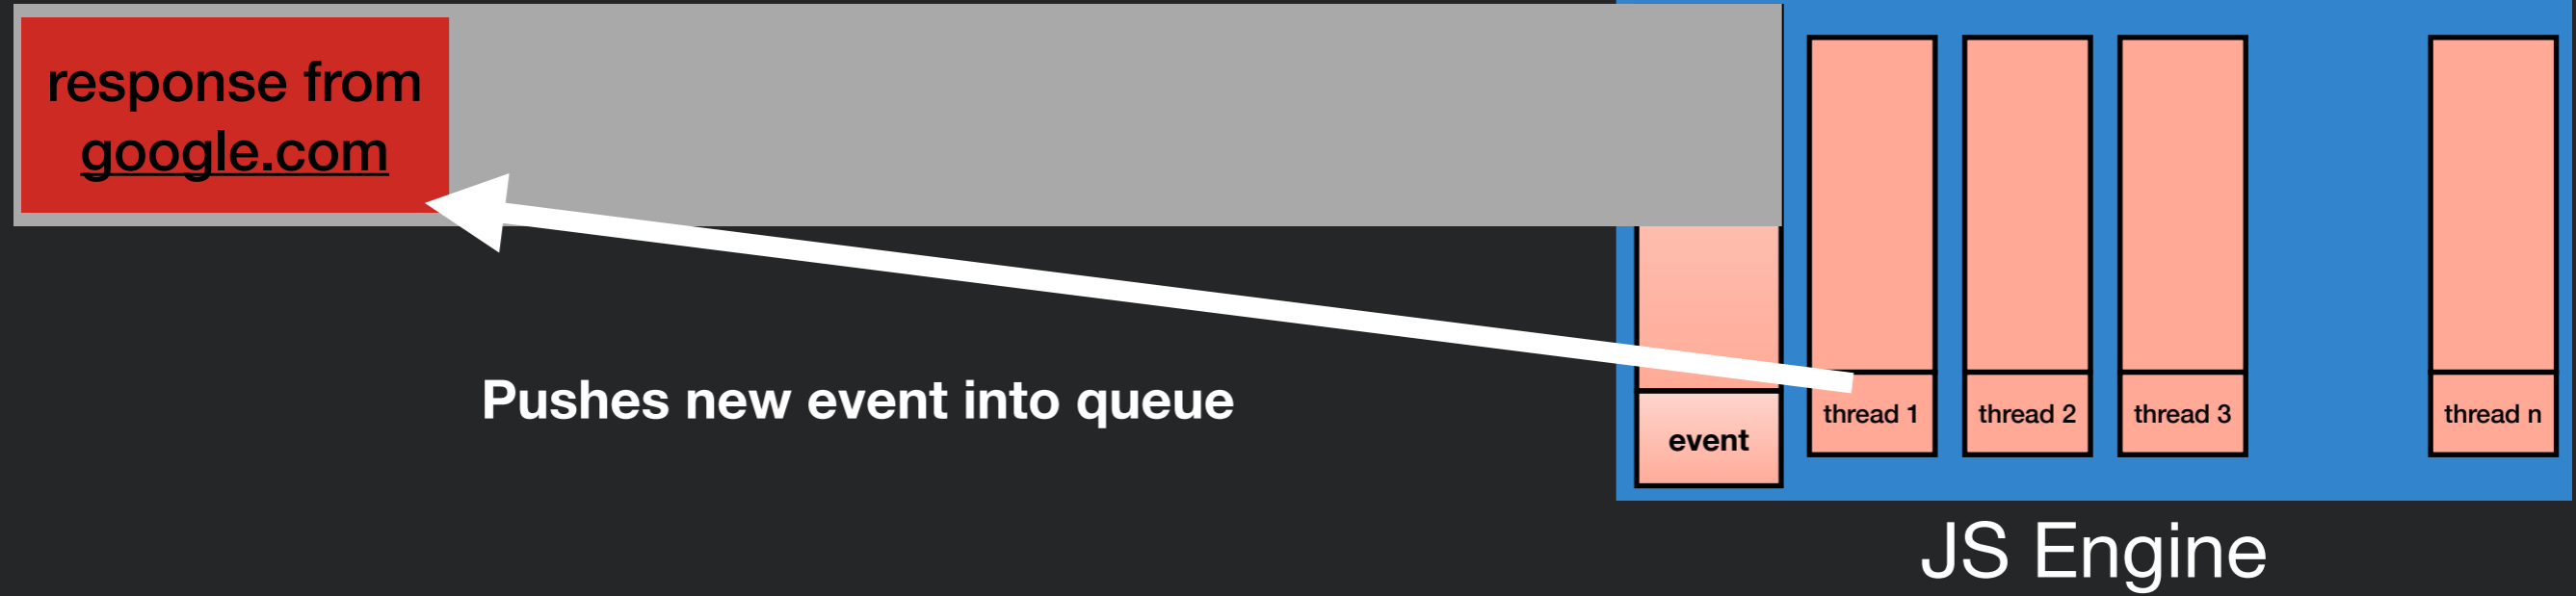 response from
google.com
Pushes new event into queue
event
thread 1
thread 2
thread 3
thread n
JS Engine